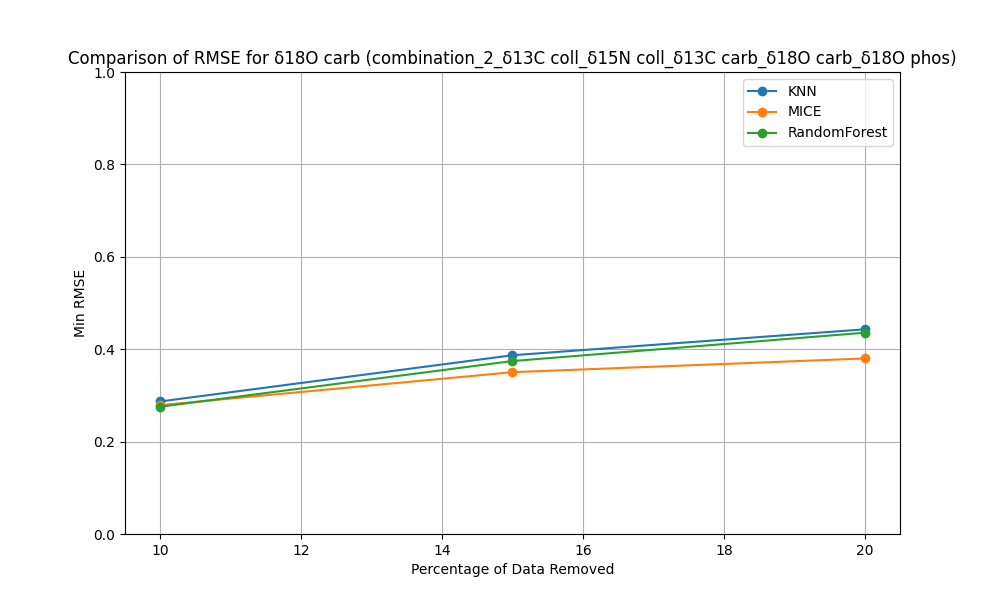 Comparison of RMSE for δ18O carb (combination_2_δ13C coll_δ15N coll_δ13C carb_δ18O carb_δ18O phos)
KNN
MICE
RandomForest
Min RMSE
1.0
0.8
0.6
0.4
0.2
0.0
10 12 14 16 18 20
Percentage of Data Removed